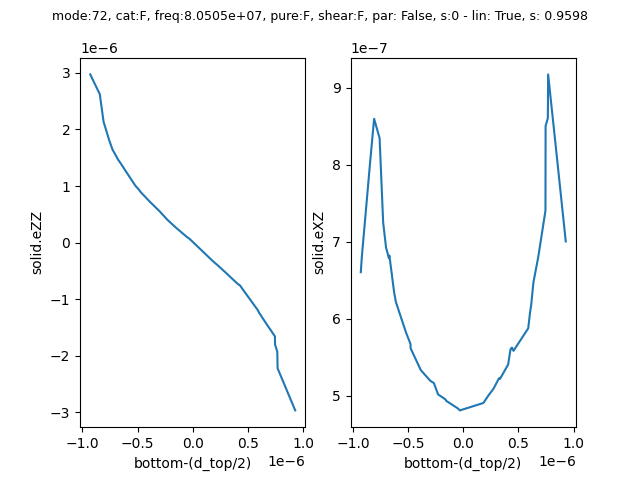 mode:72, cat:F, freq:8.0505e+07, pure:F, shear:F, par: False, s:0 - lin: True, s: 0.9598
1e−6
3
2
1
0
−1
−2
−3
solid.eZZ
−1.0 −0.5 0.0 0.5 1.0
bottom-(d_top/2) 1e−6
1e−7
9
8
7
6
5
solid.eXZ
−1.0 −0.5 0.0 0.5 1.0
bottom-(d_top/2) 1e−6